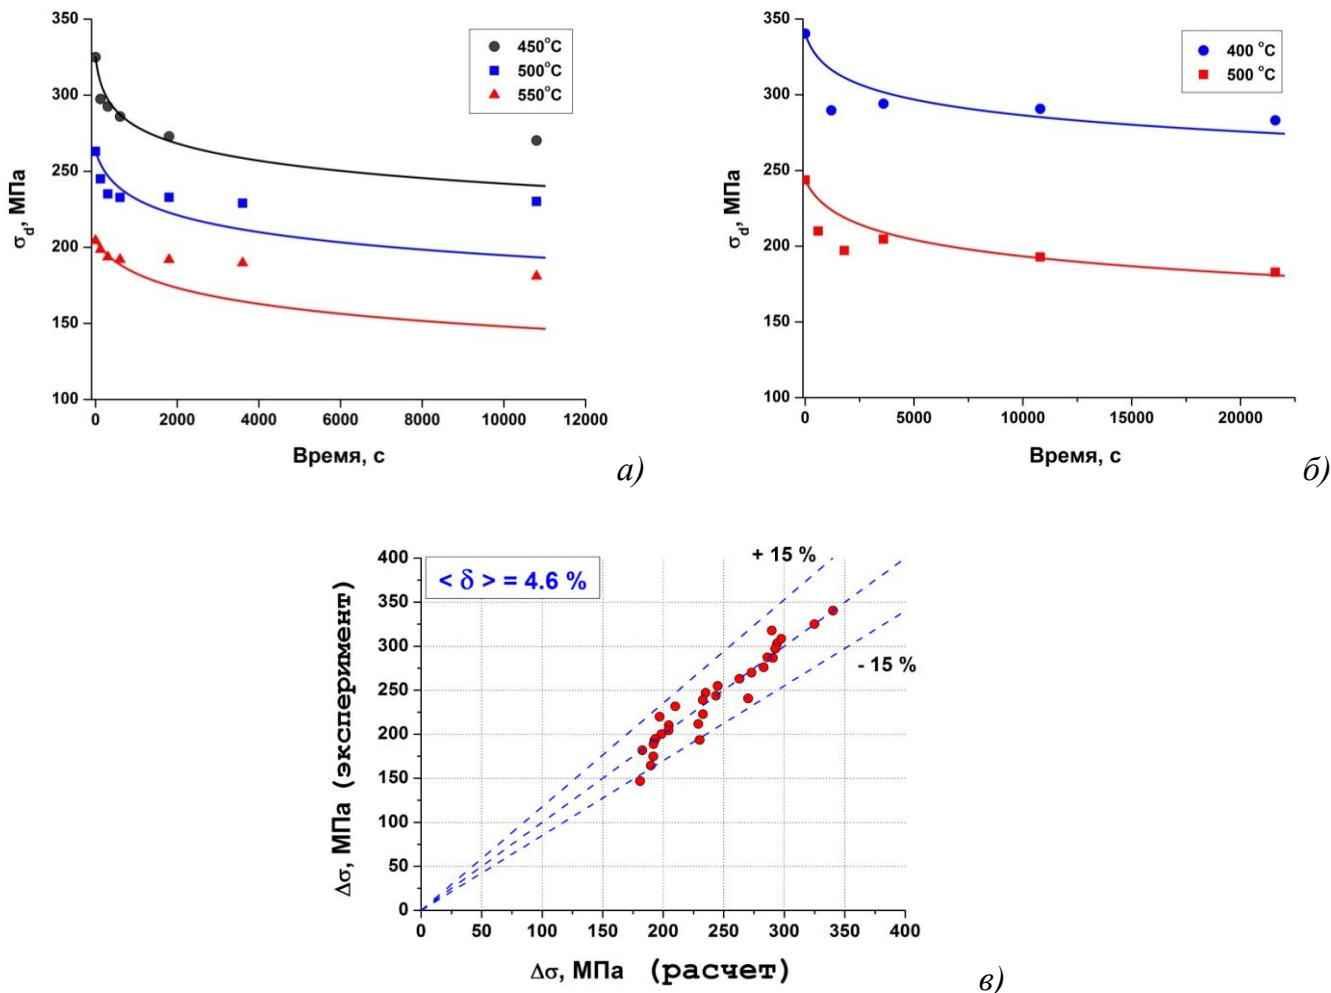 350
300
250
200
150
100
σd, МПа
0
2000
4000
6000
8000
10000
12000
Время, с
450°C
500°C
550°C
а)
350
300
250
200
150
100
σd, МПа
0
5000
10000
15000
20000
Время, с
400 °C
500 °C
б)
< δ > = 4.6 %
+ 15 %
- 15 %
400
350
300
250
200
150
100
50
0
Δσ, МПа (эксперимент)
0
50
100
150
200
250
300
350
400
Δσ, МПа (расчет)
в)